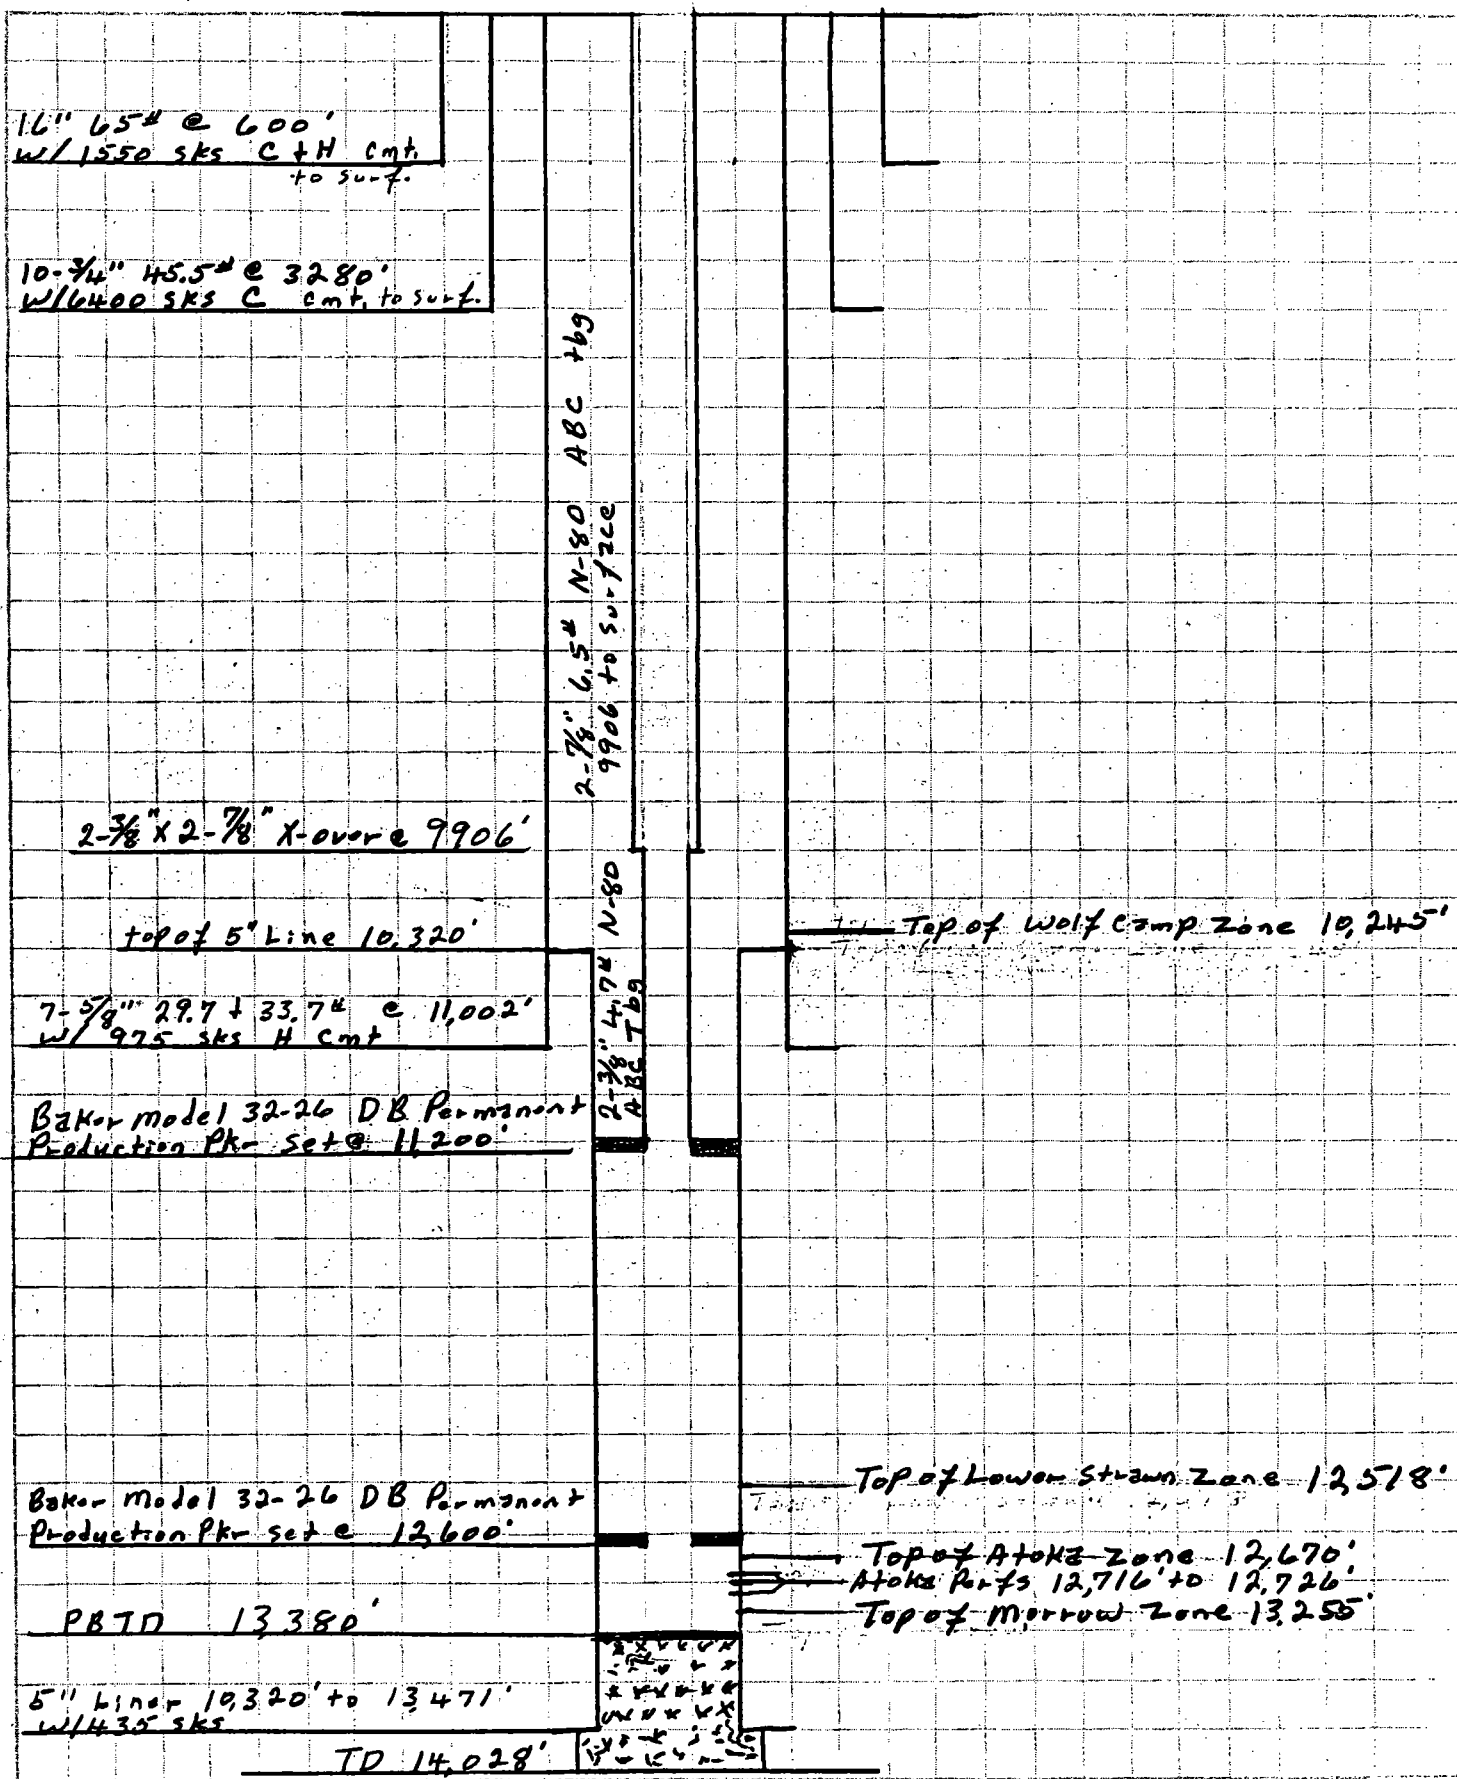 16" 65# @ 600'
w/ 1550 sks C + H cmt.
to surf.
10-3/4" 45.5# @ 3280'
w/6400 sks C cmt. to surf.
2-7/8" 6.5# N-80 ABC tbg
9906 to surface
2-3/8" X 2-7/8" X-over @ 9906'
2-3/8" 4.7# N-80
ABC Tbg
top of 5" Line 10,320'
Top of Wolf Camp Zone 10,245'
7-5/8" 29.7 + 33.7# @ 11,002'
w/ 975 sks H cmt
Baker model 32-26 DB Permanent
Production Pkr set @ 11,200'
Top of Lower Strawn Zone 12,518'
Baker Model 32-26 DB Permanent
Production Pkr set @ 12,600'
Top of Atoka Zone 12,670'
Atoka Perfs 12,716' to 12,726'
Top of Morrow Zone 13,255'
PBTD 13,380'
5" Liner 10,320' to 13,471'
w/435 sks
TD 14,028'